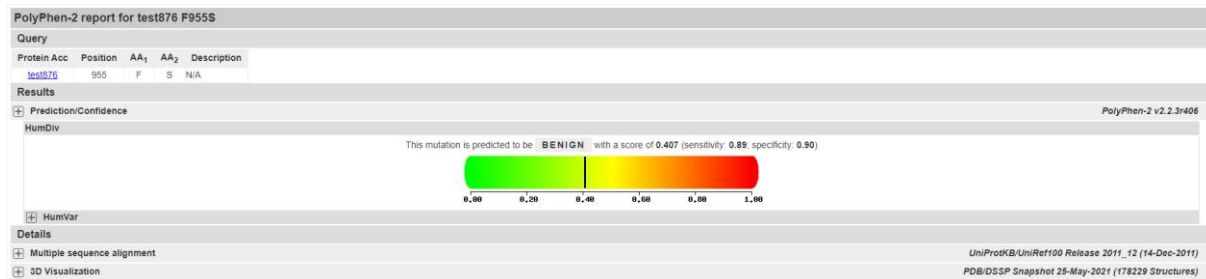 PolyPhen-2 report for test876 F955S
Query
Protein Acc Position AA1 AA2 Description
test876 955 F S N/A
Results
Prediction/Confidence PolyPhen-2 v2.2.3r406
HumDiv
This mutation is predicted to be BENIGN with a score of 0.407 (sensitivity: 0.89; specificity: 0.90)
0.00 0.20 0.40 0.60 0.80 1.00
HumVar
Details
Multiple sequence alignment UniProtKB/UniRef100 Release 2011_12 (14-Dec-2011)
3D Visualization PDB/DSSP Snapshot 25-May-2021 (178229 Structures)